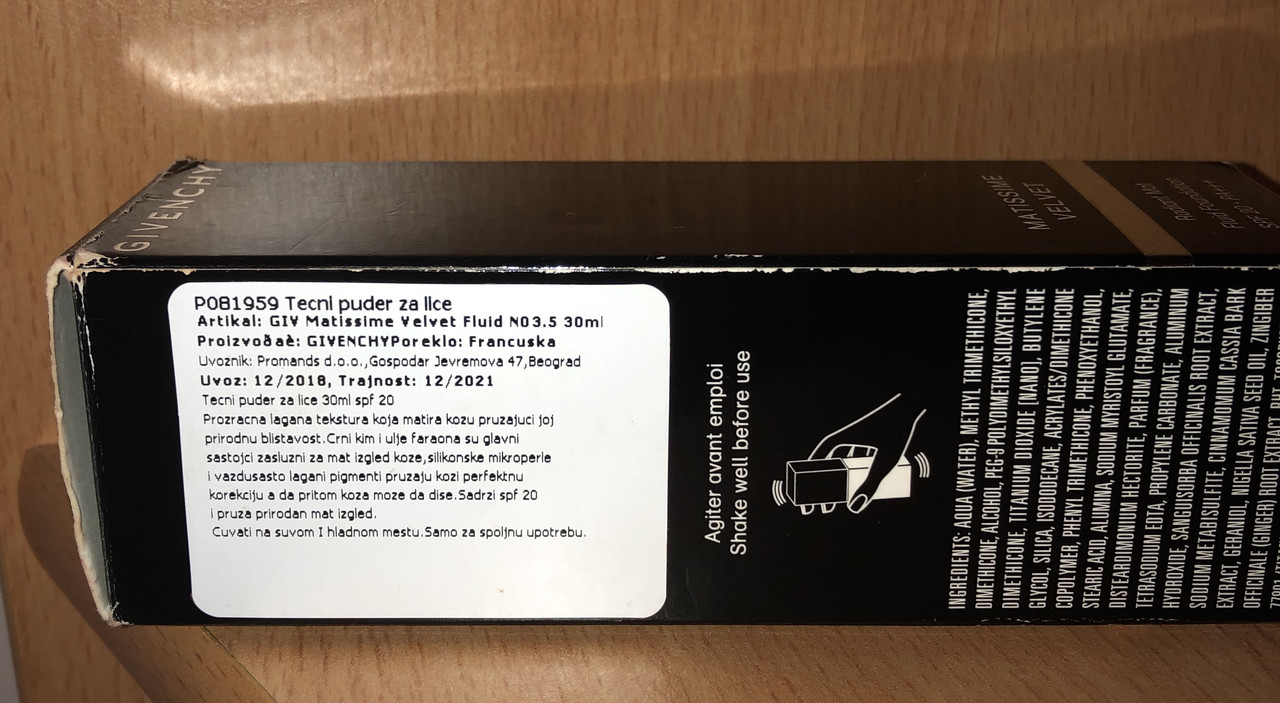 GIVENCHY
MATISSIME
VELVET
Fluid Foundation
SPF 20 - PA+++
P081959 Tecni puder za lice
Artikal: GIV Matissime Velvet Fluid N03.5 30ml
Proizvođaè: GIVENCHYPoreklo: Francuska
Uvoznik: Promands d.o.o.,Gospodar Jevremova 47,Beograd
Uvoz: 12/2018, Trajnost: 12/2021
Tecni puder za lice 30ml spf 20
Prozracna lagana tekstura koja matira kozu pruzajuci joj
prirodnu blistavost.Crni kim i ulje faraona su glavni
sastojci zasluzni za mat izgled koze,silikonske mikroperle
i vazdusasto lagani pigmenti pruzaju kozi perfektnu
korekciju a da pritom koza moze da dise.Sadrzi spf 20
i pruza prirodan mat izgled.
Cuvati na suvom I hladnom mestu.Samo za spoljnu upotrebu.
Agiter avant emploi
Shake well before use
INGREDIENTS: AQUA (WATER), METHYL TRIMETHICONE,
DIMETHICONE, ALCOHOL, PEG-9 POLYDIMETHYLSILOXYETHYL
DIMETHICONE, TITANIUM DIOXIDE [NANO], BUTYLENE
GLYCOL, SILICA, ISODODECANE, ACRYLATES/DIMETHICONE
COPOLYMER, PHENYL TRIMETHICONE, PHENOXYETHANOL,
STEARIC ACID, ALUMINA, SODIUM MYRISTOYL GLUTAMATE,
DISTEARDIMONIUM HECTORITE, PARFUM (FRAGRANCE),
TETRASODIUM EDTA, PROPYLENE CARBONATE, ALUMINUM
HYDROXIDE, SANGUISORBA OFFICINALIS ROOT EXTRACT,
SODIUM METABISULFITE, CINNAMOMUM CASSIA BARK
EXTRACT, GERANIOL, NIGELLA SATIVA SEED OIL, ZINGIBER
OFFICINALE (GINGER) ROOT EXTRACT